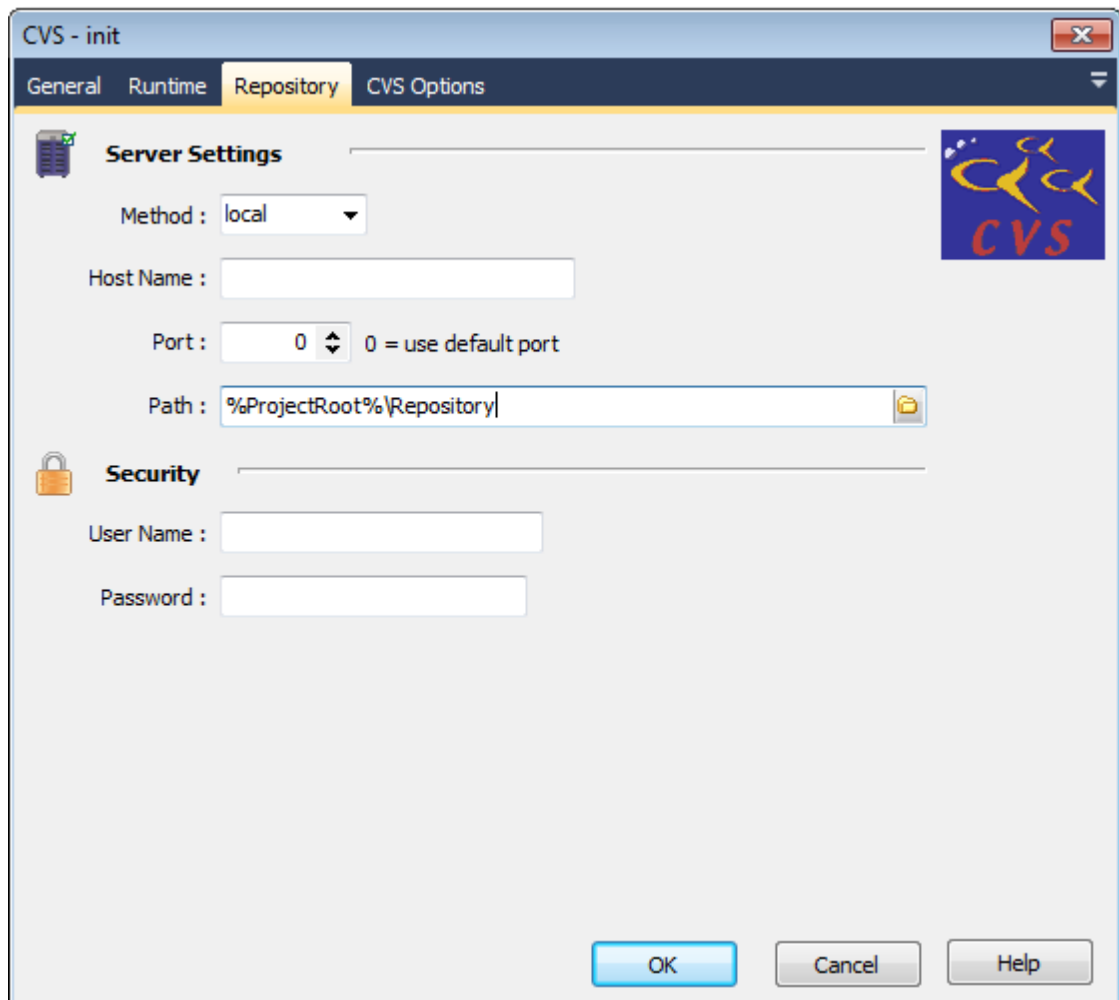 CVS - init
General Runtime Repository CVS Options
Server Settings
CVS
Method : local
Host Name :
Port : 0 0 = use default port
Path : %ProjectRoot%\Repository
Security
User Name :
Password :
OK Cancel Help